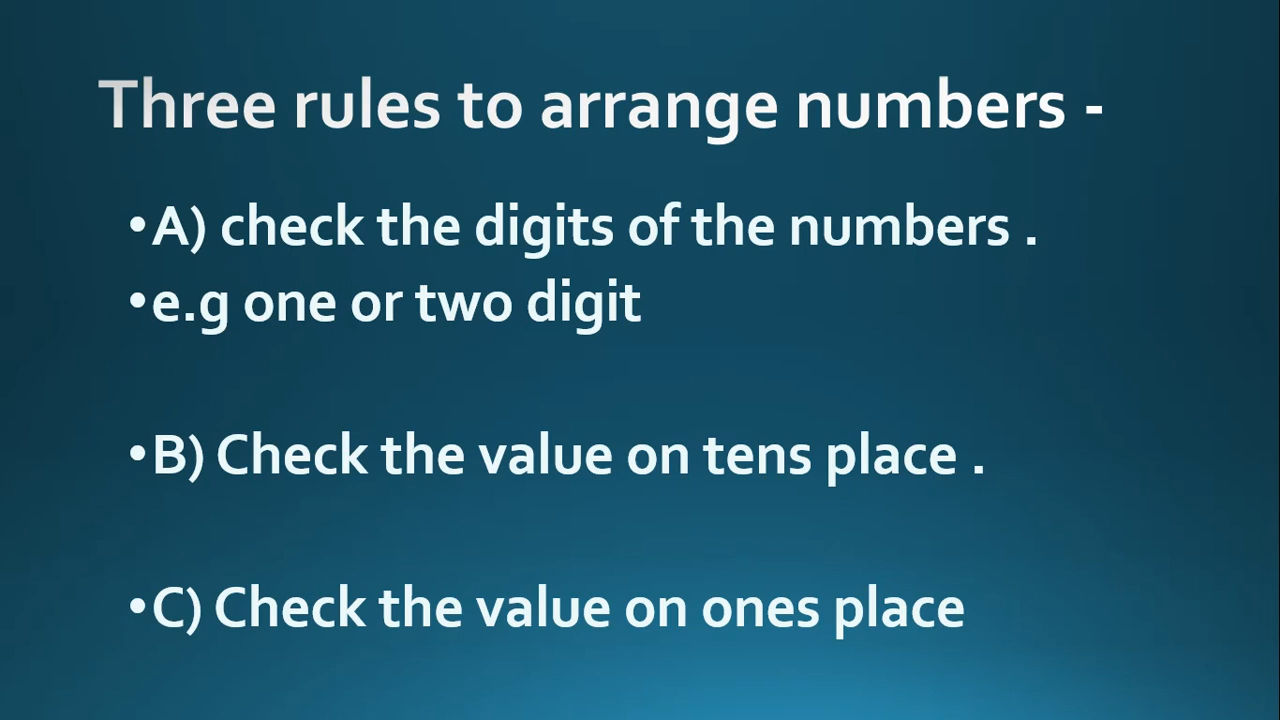 Three rules to arrange numbers -
•A) check the digits of the numbers .
•e.g one or two digit
•B) Check the value on tens place .
•C) Check the value on ones place